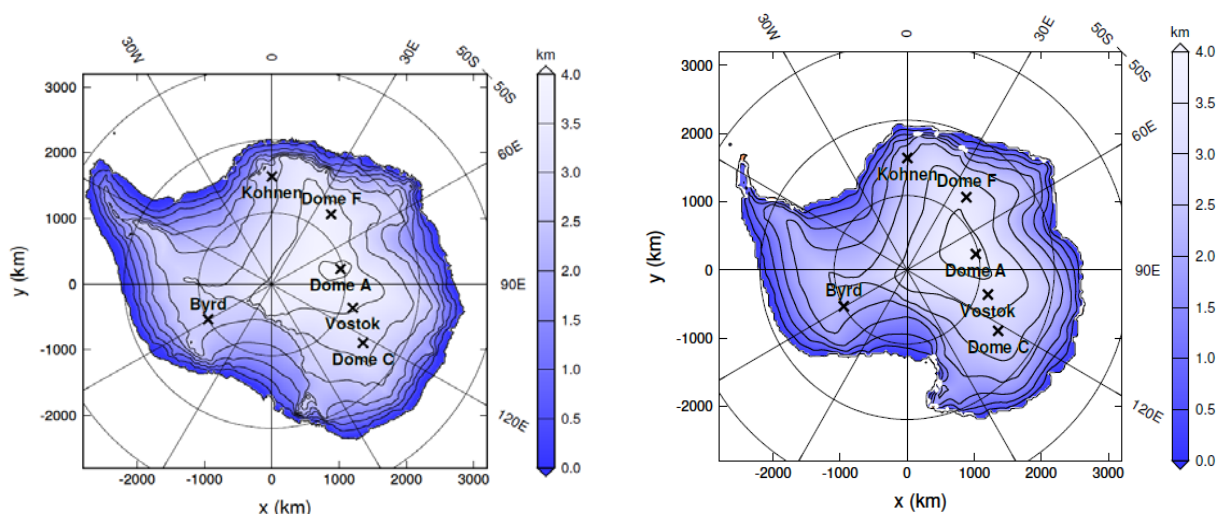 30W
0
30E
50S
50S
60E
90E
120E
km
4.0
3.5
3.0
2.5
2.0
1.5
1.0
0.5
0.0
3000
2000
1000
0
-1000
-2000
y (km)
-2000
-1000
0
1000
2000
3000
x (km)
Kohnen
Dome F
Dome A
Byrd
Vostok
Dome C
30W
0
30E
50S
50S
60E
90E
120E
km
4.0
3.5
3.0
2.5
2.0
1.5
1.0
0.5
0.0
3000
2000
1000
0
-1000
-2000
y (km)
-2000
-1000
0
1000
2000
3000
x (km)
Kohnen
Dome F
Dome A
Byrd
Vostok
Dome C